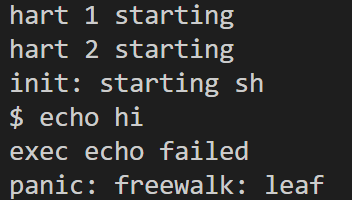 hart 1 starting
hart 2 starting
init: starting sh
$ echo hi
exec echo failed
panic: freewalk: leaf